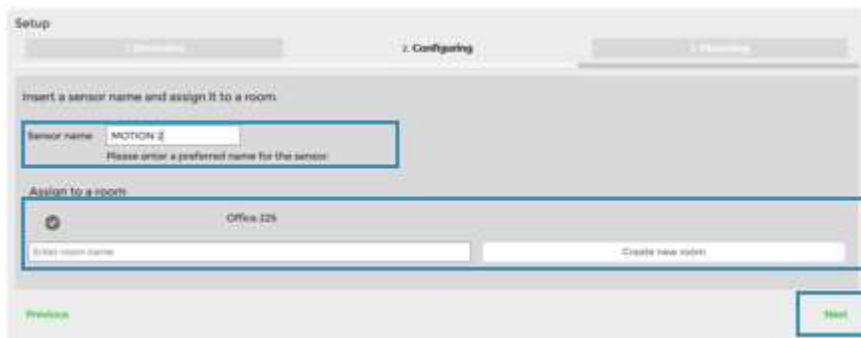 Setup
2. Configuring
Insert a sensor name and assign it to a room.
Sensor name MOTION 2
Please enter a preferred name for the sensor.
Assign to a room
Office 225
Enter room name Create new room
Previous Next